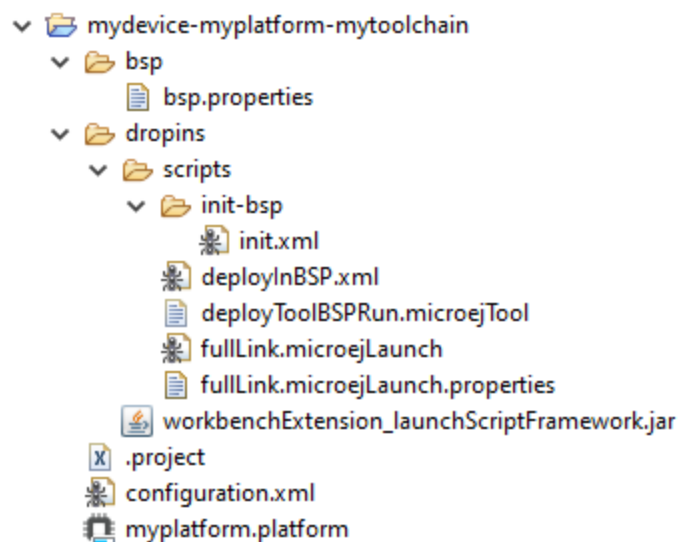 mydevice-myplatform-mytoolchain
bsp
bsp.properties
dropins
scripts
init-bsp
init.xml
deployInBSP.xml
deployToolBSPRun.microejTool
fullLink.microejLaunch
fullLink.microejLaunch.properties
workbenchExtension_launchScriptFramework.jar
.project
configuration.xml
myplatform.platform